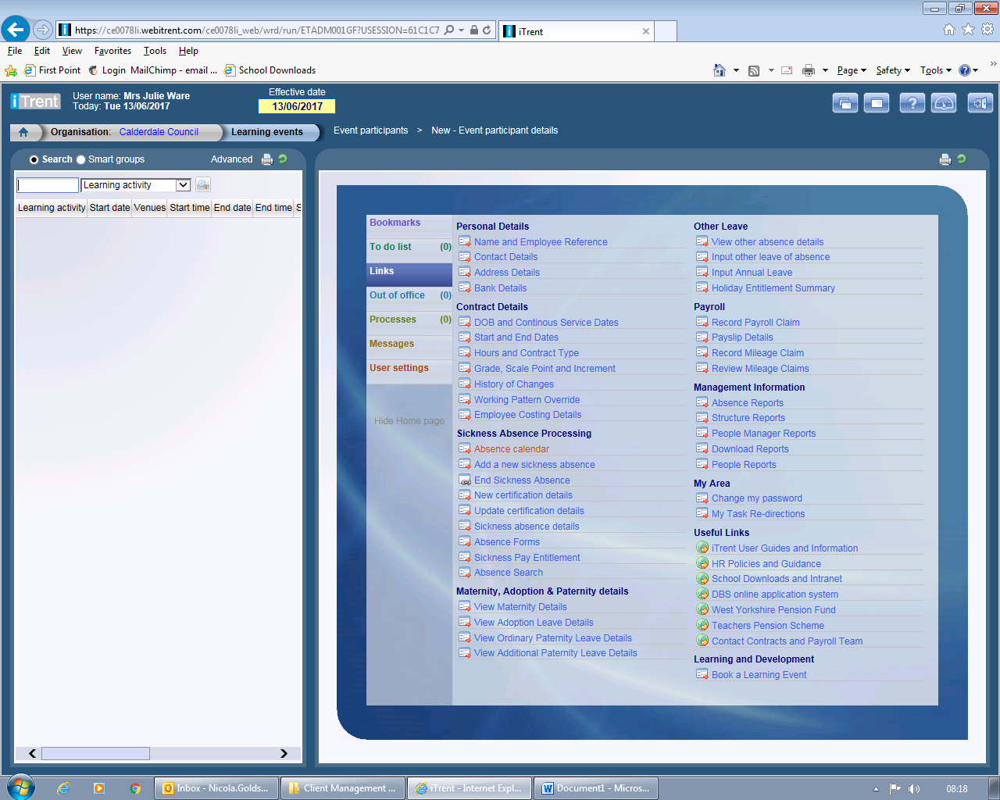 https://ce0078li.webitrent.com/ce0078li_web/wrd/run/ETADM001GF?USESSION=61C1C7
iTrent
File Edit View Favorites Tools Help
First Point Login MailChimp - email ... School Downloads
Page Safety Tools
iTrent
User name: Mrs Julie Ware
Today: Tue 13/06/2017
Effective date
13/06/2017
Organisation: Calderdale Council Learning events
Event participants > New - Event participant details
Search Smart groups Advanced
Learning activity
Learning activity Start date Venues Start time End date End time S
Bookmarks
To do list (0)
Links
Out of office (0)
Processes (0)
Messages
User settings
Hide Home page
Personal Details
Name and Employee Reference
Contact Details
Address Details
Bank Details
Contract Details
DOB and Continous Service Dates
Start and End Dates
Hours and Contract Type
Grade, Scale Point and Increment
History of Changes
Working Pattern Override
Employee Costing Details
Sickness Absence Processing
Absence calendar
Add a new sickness absence
End Sickness Absence
New certification details
Update certification details
Sickness absence details
Absence Forms
Sickness Pay Entitlement
Absence Search
Maternity, Adoption & Paternity details
View Maternity Details
View Adoption Leave Details
View Ordinary Paternity Leave Details
View Additional Paternity Leave Details
Other Leave
View other absence details
Input other leave of absence
Input Annual Leave
Holiday Entitlement Summary
Payroll
Record Payroll Claim
Payslip Details
Record Mileage Claim
Review Mileage Claims
Management Information
Absence Reports
Structure Reports
People Manager Reports
Download Reports
People Reports
My Area
Change my password
My Task Re-directions
Useful Links
iTrent User Guides and Information
HR Policies and Guidance
School Downloads and Intranet
DBS online application system
West Yorkshire Pension Fund
Teachers Pension Scheme
Contact Contracts and Payroll Team
Learning and Development
Book a Learning Event
Inbox - Nicola.Golds... Client Management ... iTrent - Internet Expl... Document1 - Micros... 08:18